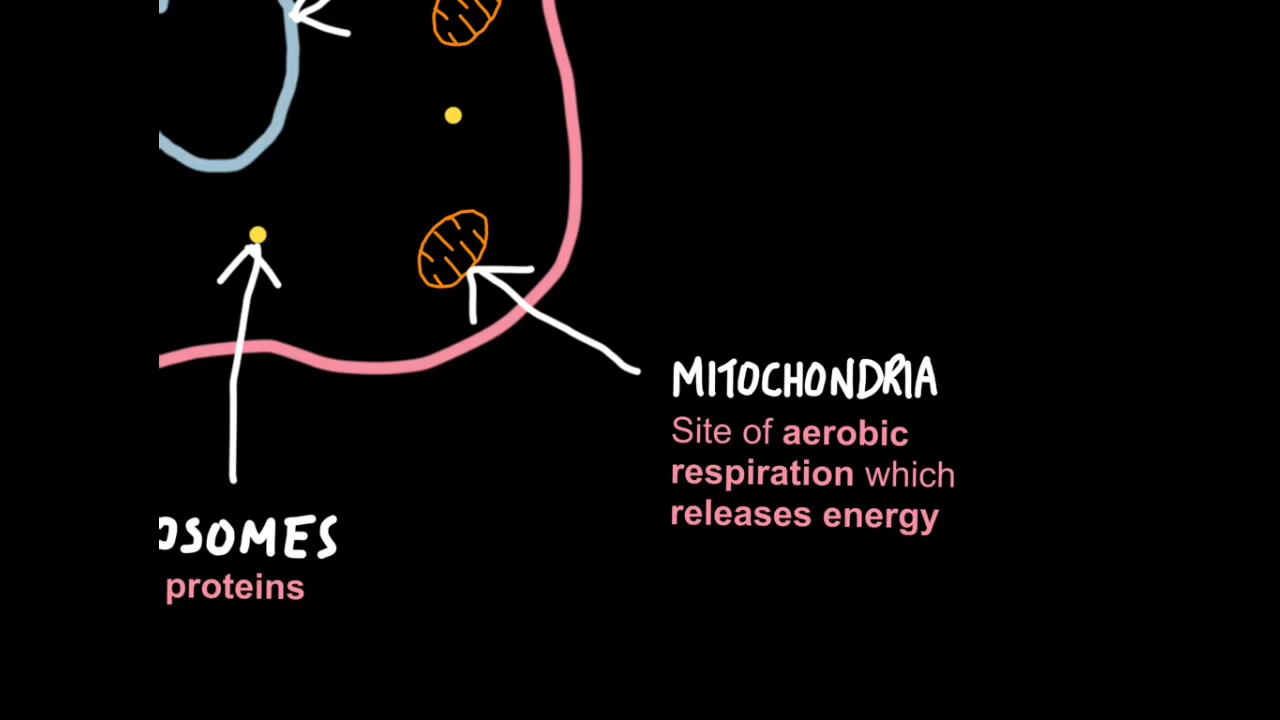 MITOCHONDRIA
Site of aerobic
respiration which
releases energy
OSOMES
proteins